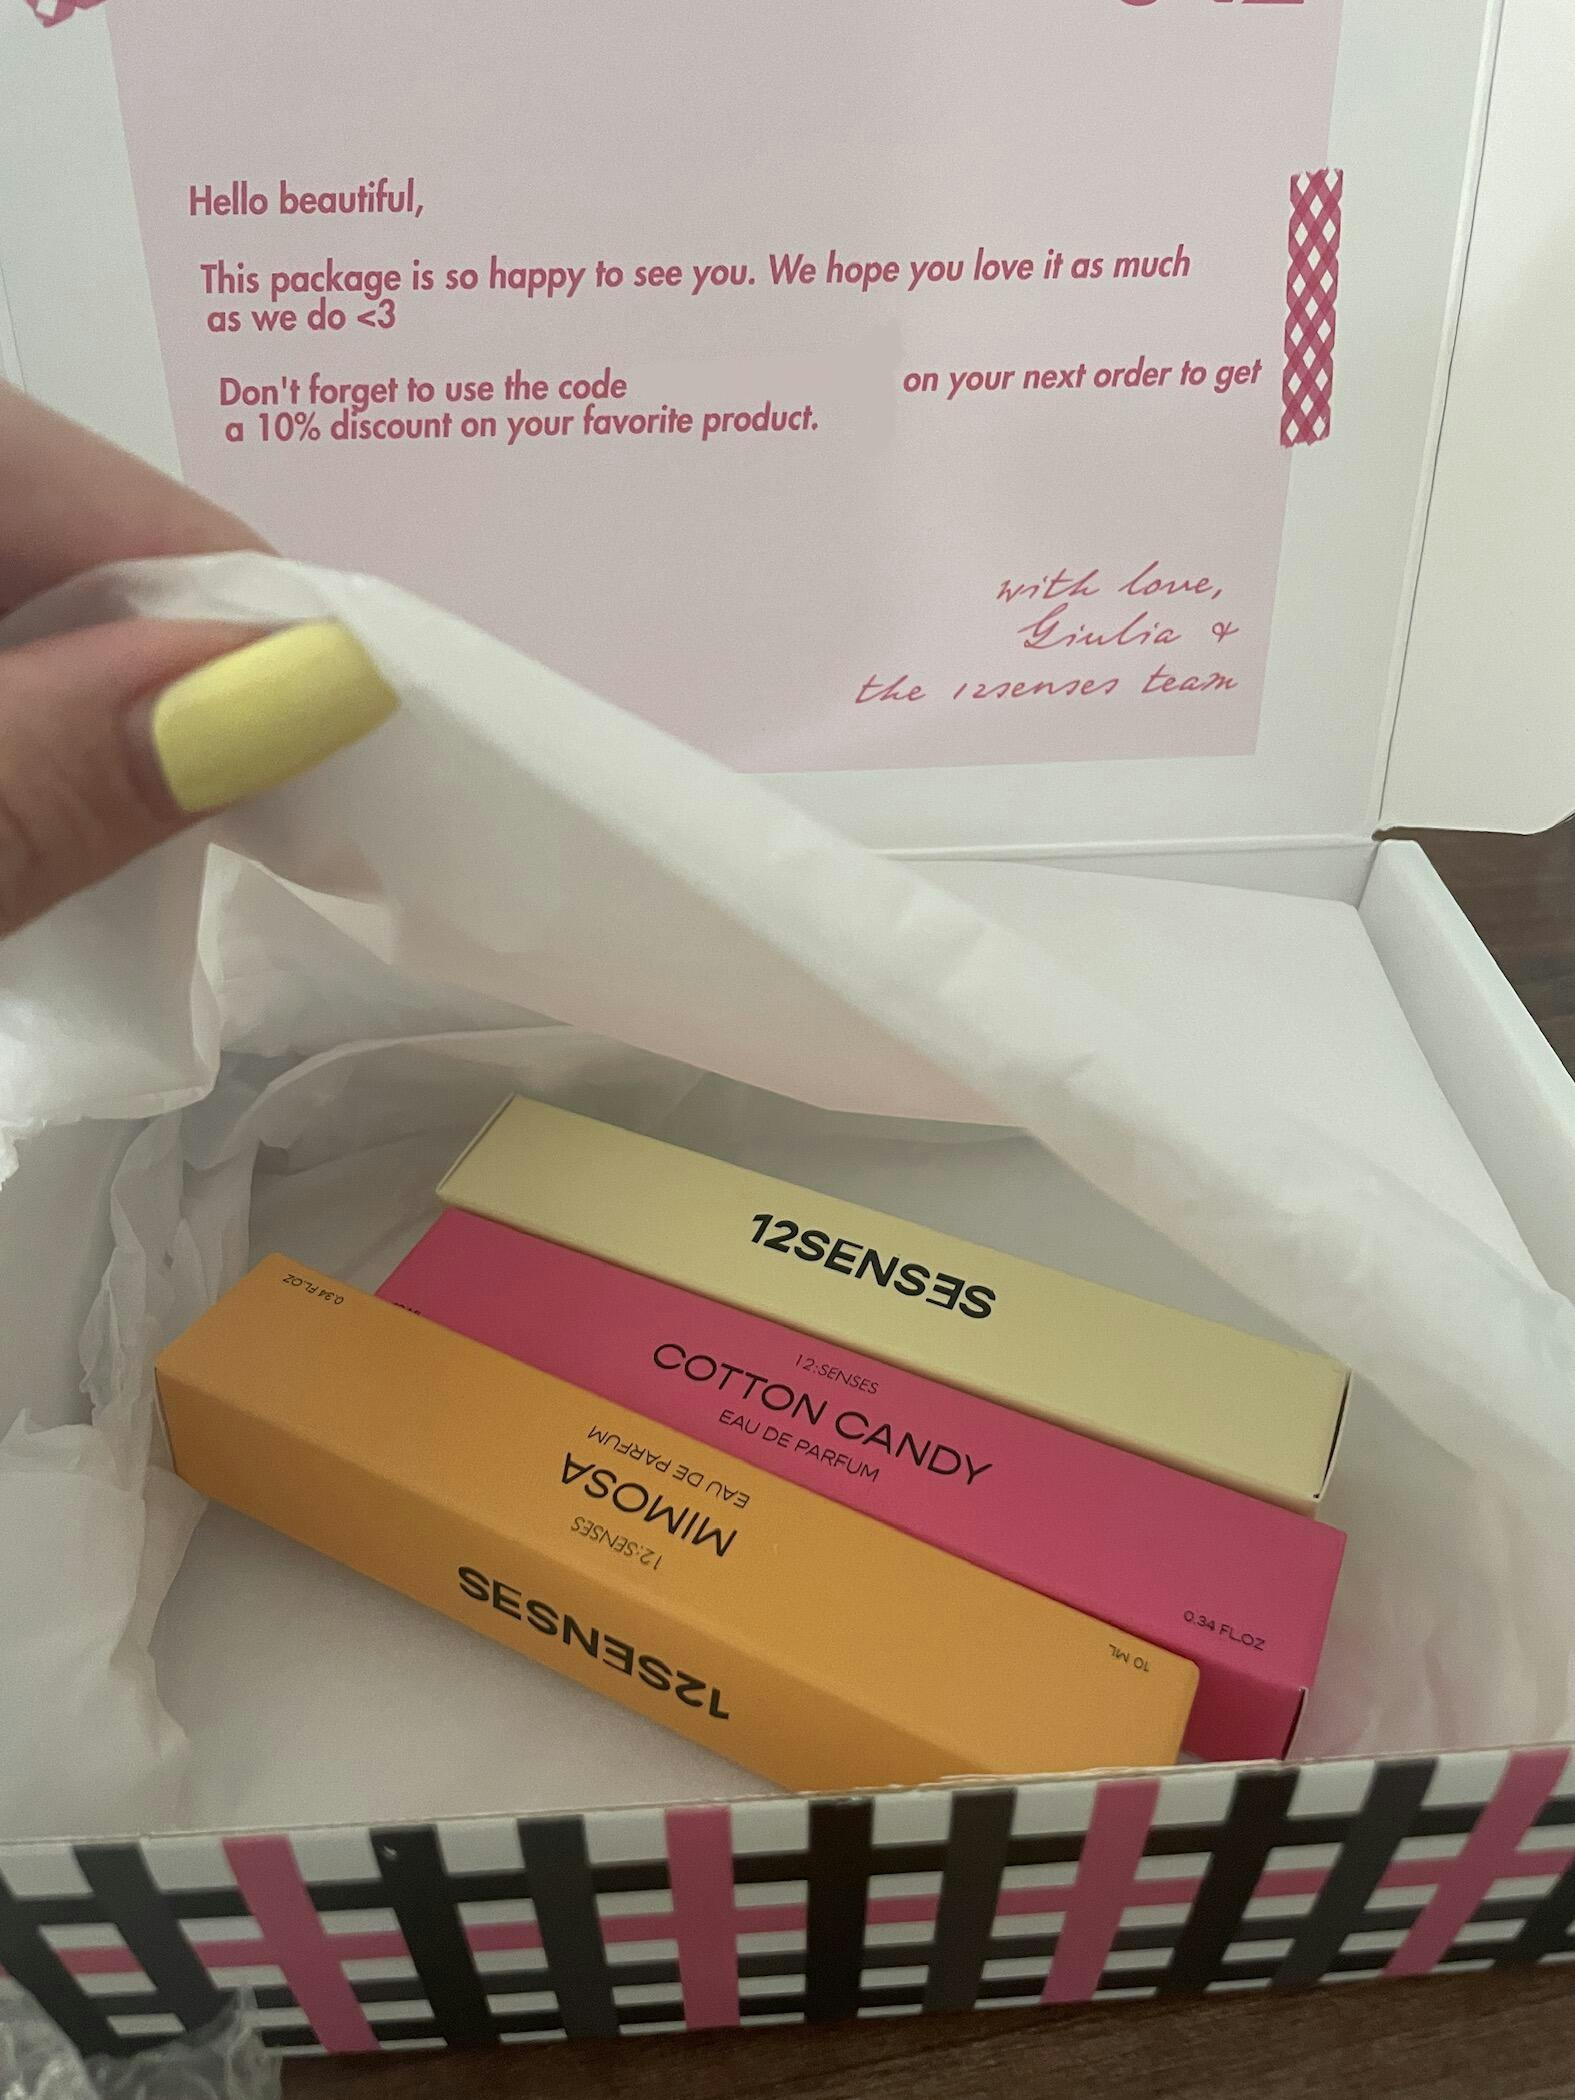 Hello beautiful,
This package is so happy to see you. We hope you love it as much
as we do <3
Don't forget to use the code on your next order to get
a 10% discount on your favorite product.
with love,
Giulia &
the 12senses team
12SENSES
12:SENSES
COTTON CANDY
EAU DE PARFUM
0.34 FL.OZ
0.34 FL.OZ
12:SENSES
MIMOSA
EAU DE PARFUM
10 ML
12SENSES